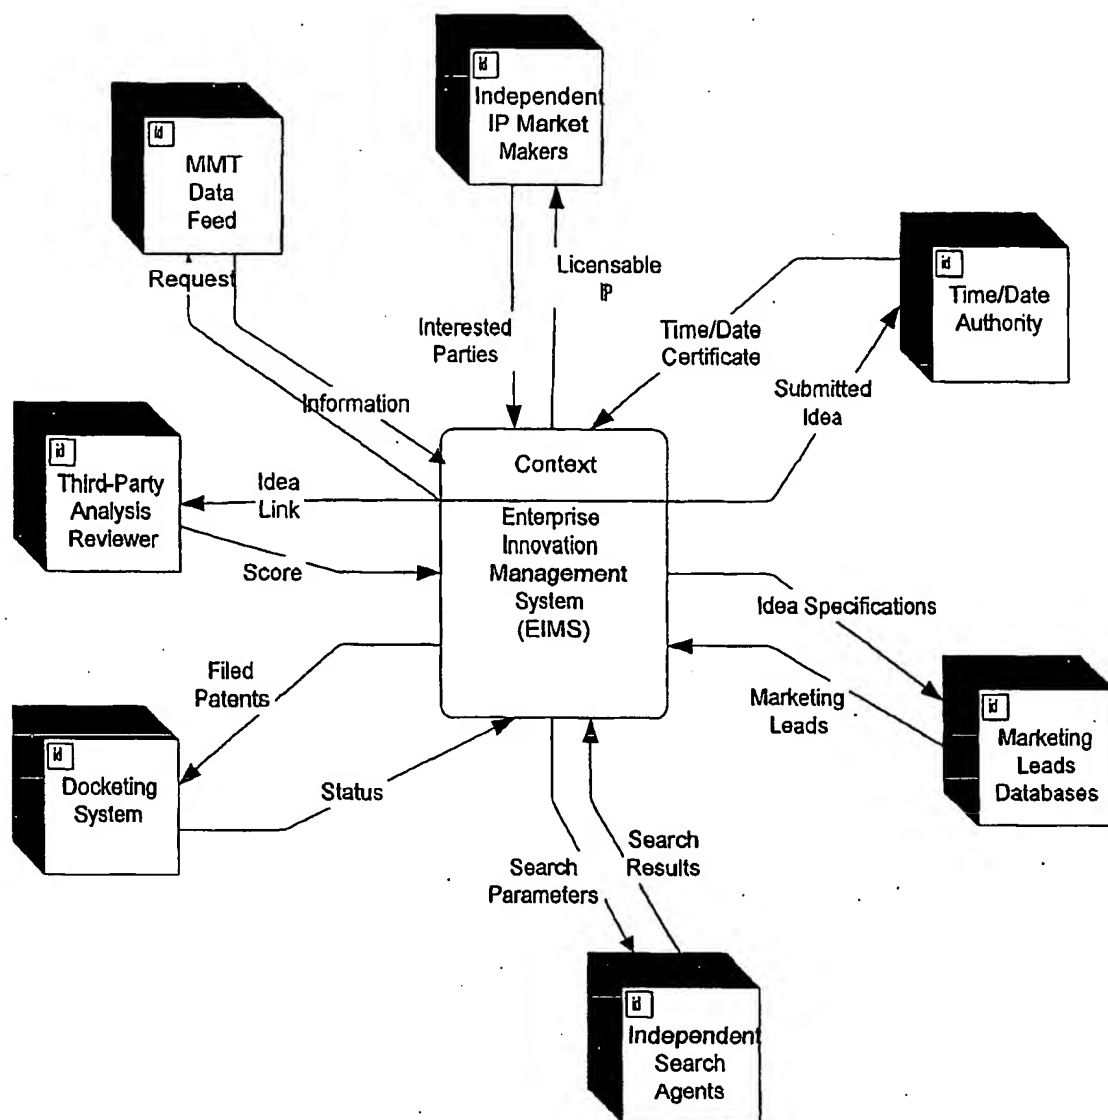 id
Independent
IP Market
Makers
id
MMT
Data
Feed
id
Time/Date
Authority
Request
Licensable
IP
Interested
Parties
Time/Date
Certificate
Submitted
Idea
Information
id
Third-Party
Analysis
Reviewer
Idea
Link
Score
Context
Enterprise
Innovation
Management
System
(EIMS)
Idea Specifications
Marketing
Leads
id
Marketing
Leads
Databases
Filed
Patents
id
Docketing
System
Status
Search
Parameters
Search
Results
id
Independent
Search
Agents